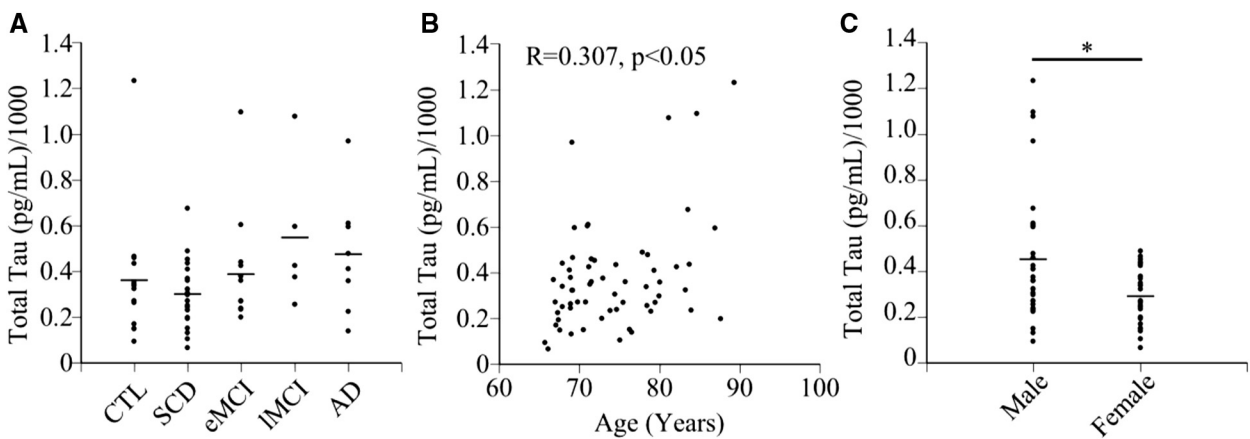 A
Total Tau (pg/mL)/1000
1.4
1.2
1.0
0.8
0.6
0.4
0.2
0
CTL
SCD
eMCI
lMCI
AD
B
Total Tau (pg/mL)/1000
R=0.307, p<0.05
1.4
1.2
1.0
0.8
0.6
0.4
0.2
0
60
70
80
90
100
Age (Years)
C
Total Tau (pg/mL)/1000
*
1.4
1.2
1.0
0.8
0.6
0.4
0.2
0
Male
Female